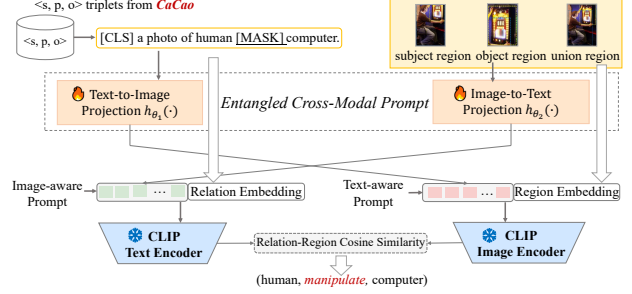 <s, p, o> triplets from CaCao
<s, p, o>
[CLS] a photo of human [MASK] computer.
subject region object region union region
Text-to-Image
Projection hθ₁(·)
Entangled Cross-Modal Prompt
Image-to-Text
Projection hθ₂(·)
Image-aware
Prompt
...
Relation Embedding
Text-aware
Prompt
...
Region Embedding
CLIP
Text Encoder
Relation-Region Cosine Similarity
CLIP
Image Encoder
(human, manipulate, computer)